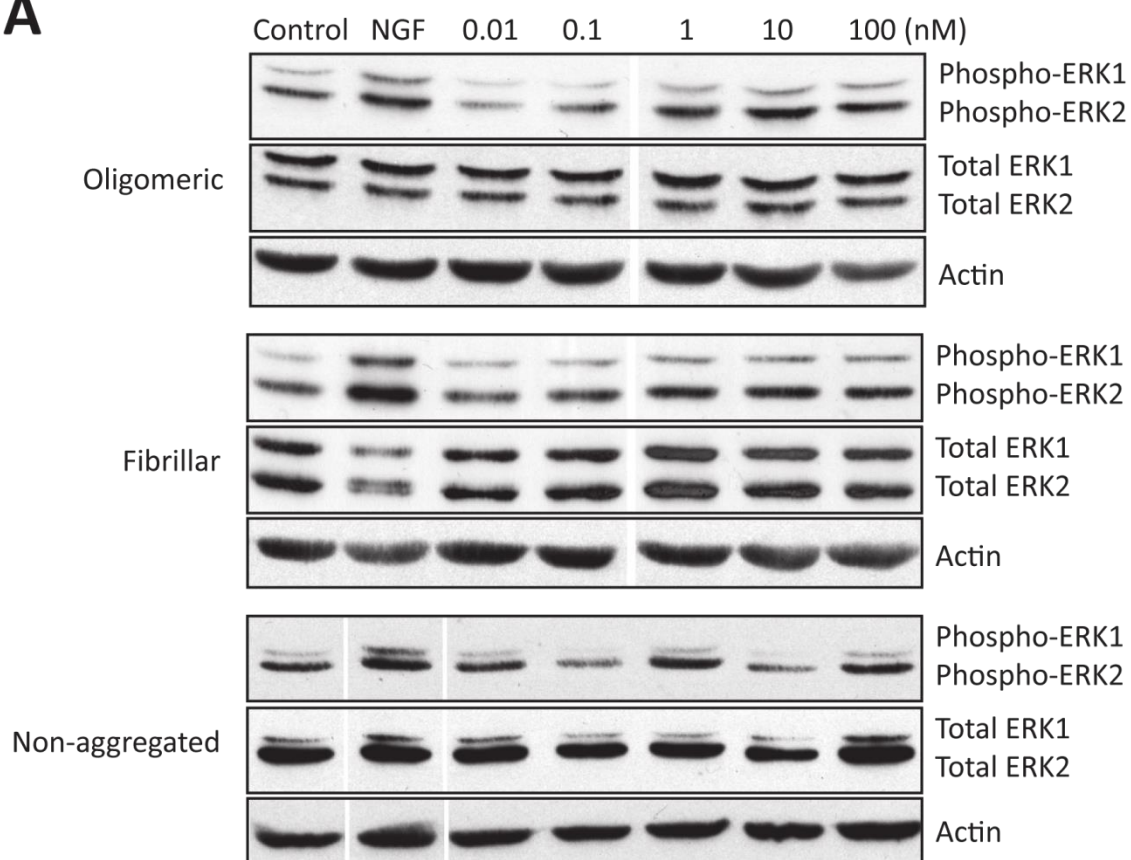 A
Control NGF 0.01 0.1 1 10 100 (nM)
Phospho-ERK1
Phospho-ERK2
Oligomeric
Total ERK1
Total ERK2
Actin
Phospho-ERK1
Phospho-ERK2
Fibrillar
Total ERK1
Total ERK2
Actin
Phospho-ERK1
Phospho-ERK2
Non-aggregated
Total ERK1
Total ERK2
Actin